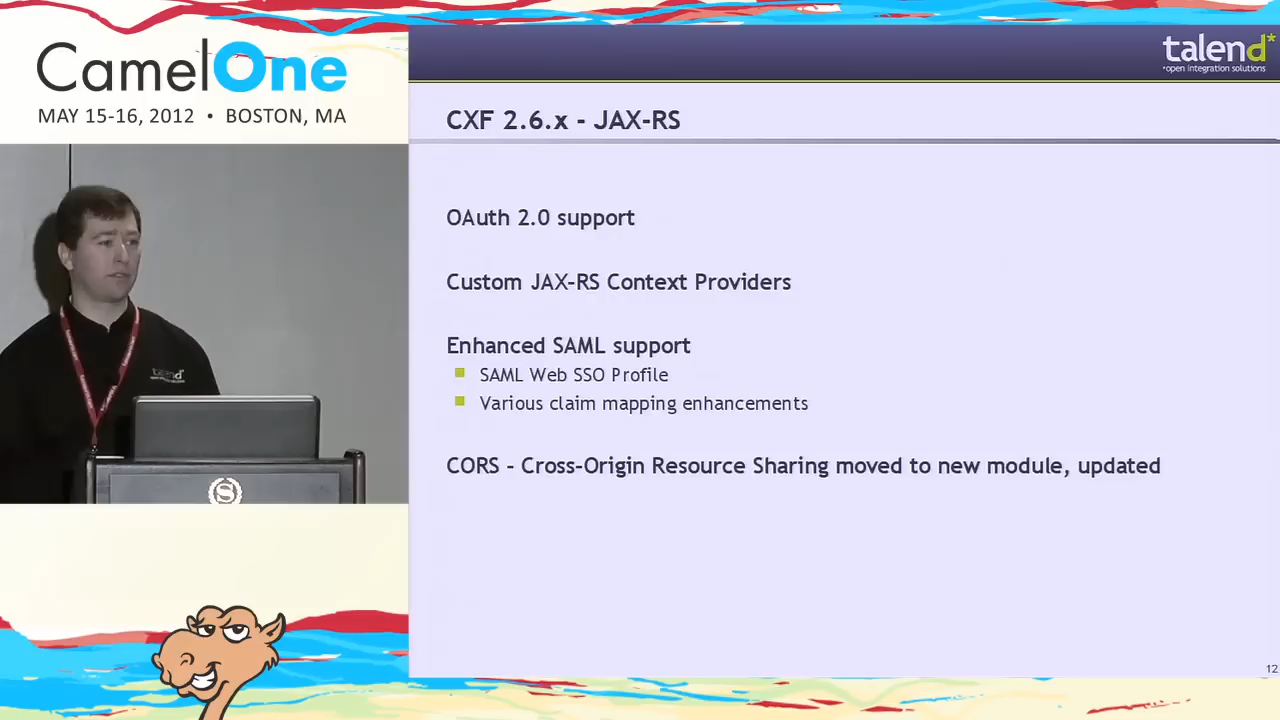 CamelOne
MAY 15-16, 2012 • BOSTON, MA
talend*
*open integration solutions
CXF 2.6.x - JAX-RS
OAuth 2.0 support
Custom JAX-RS Context Providers
Enhanced SAML support
SAML Web SSO Profile
Various claim mapping enhancements
CORS - Cross-Origin Resource Sharing moved to new module, updated
12
talend*
S